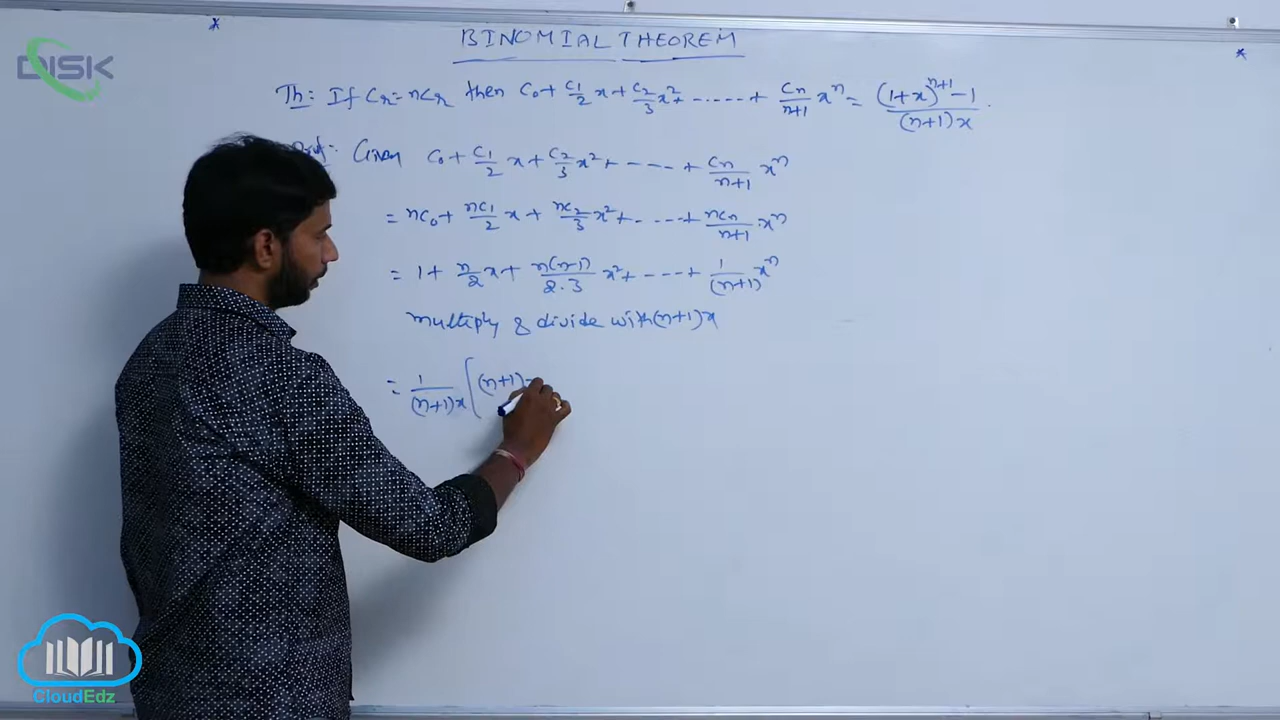 DISK
BINOMIAL THEOREM
Th: If Cr = nCr then C0 + C1/2 x + C2/3 x² + ...... + Cn/n+1 xⁿ = (1+x)ⁿ⁺¹ - 1 / (n+1)x .
Given C0 + C1/2 x + C2/3 x² + ---- + Cn/n+1 xⁿ
= nC0 + nC1/2 x + nC2/3 x² + - ... + nCn/n+1 . xⁿ
= 1 + n/2 x + n(n-1)/2.3 x² + ---- + 1/(n+1) xⁿ
multiply & divide with (n+1) x
= 1/(n+1)x [ (n+1)
CloudEdz